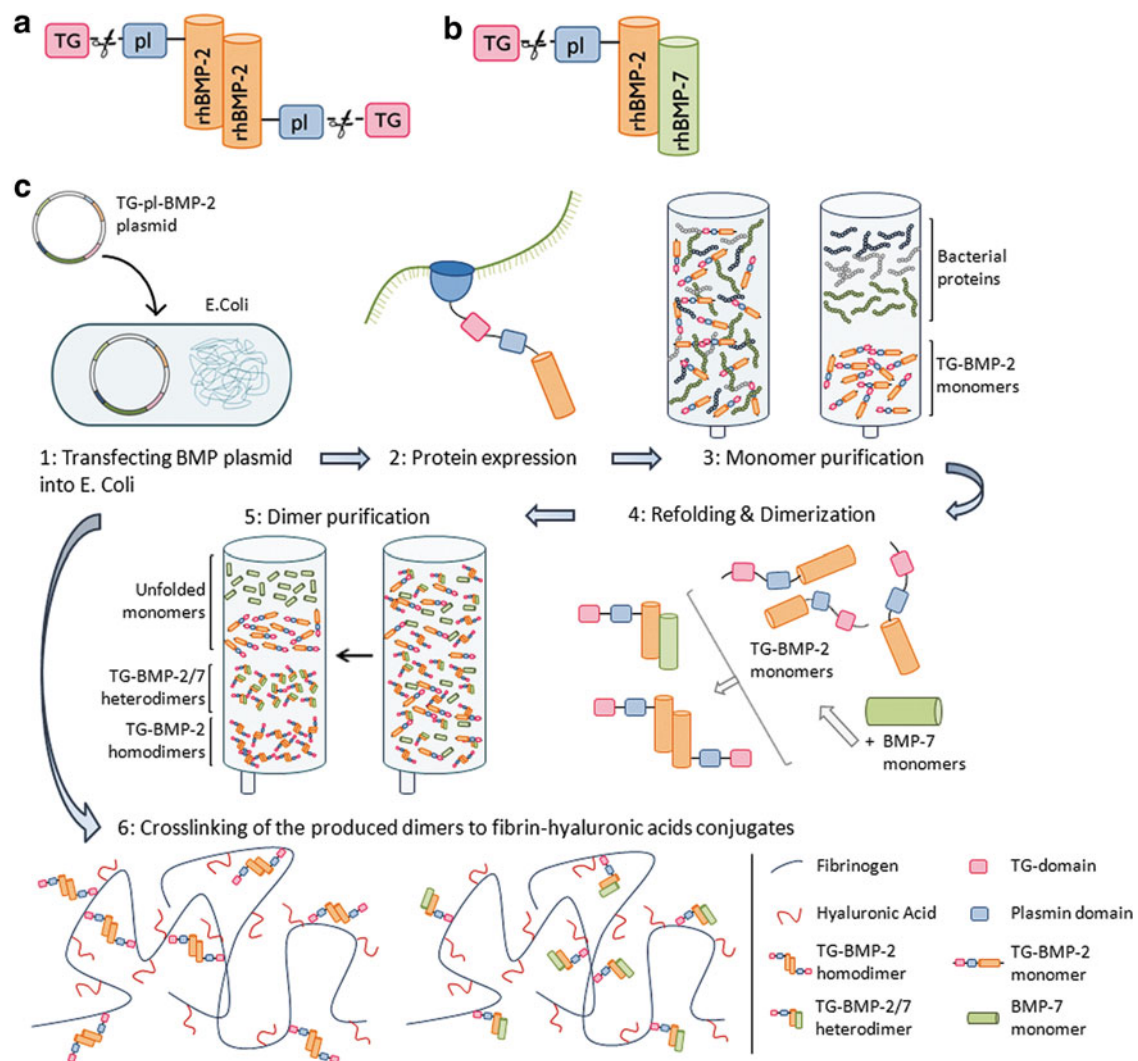 a
TG
pl
rhBMP-2
rhBMP-2
pl
TG
b
TG
pl
rhBMP-2
rhBMP-7
c
TG-pl-BMP-2
plasmid
E.Coli
Bacterial
proteins
TG-BMP-2
monomers
1: Transfecting BMP plasmid
into E. Coli
2: Protein expression
3: Monomer purification
4: Refolding & Dimerization
TG-BMP-2
monomers
+ BMP-7
monomers
5: Dimer purification
Unfolded
monomers
TG-BMP-2/7
heterodimers
TG-BMP-2
homodimers
6: Crosslinking of the produced dimers to fibrin-hyaluronic acids conjugates
Fibrinogen
TG-domain
Hyaluronic Acid
Plasmin domain
TG-BMP-2
homodimer
TG-BMP-2
monomer
TG-BMP-2/7
heterodimer
BMP-7
monomer